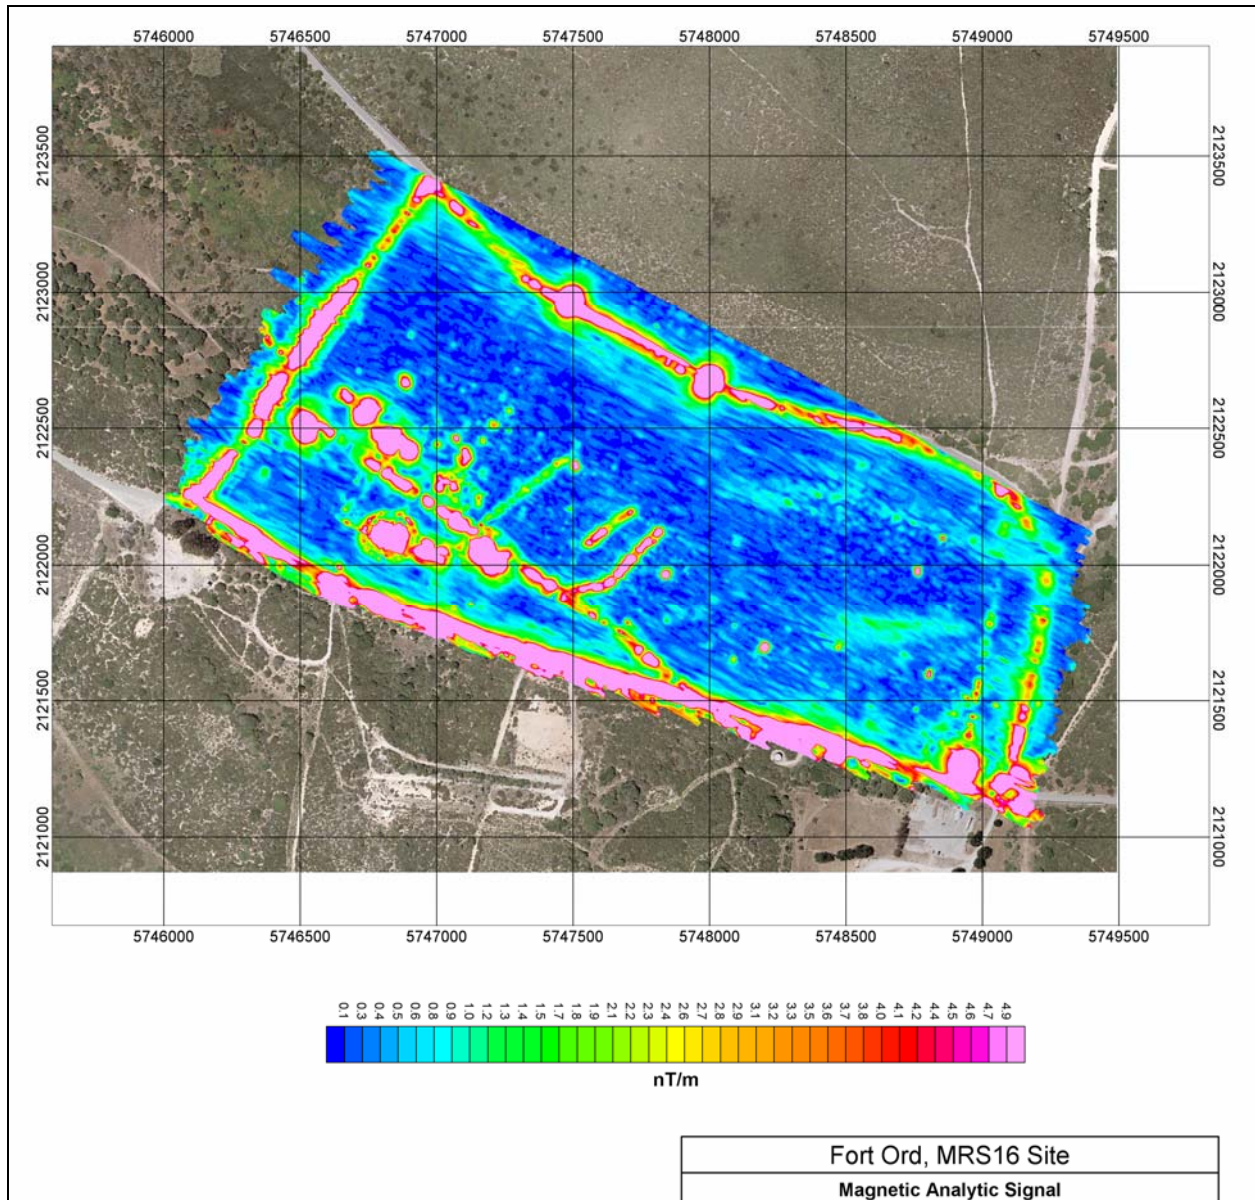 5746000 5746500 5747000 5747500 5748000 5748500 5749000 5749500
2123500 2123500
2123000 2123000
2122500 2122500
2122000 2122000
2121500 2121500
2121000 2121000
5746000 5746500 5747000 5747500 5748000 5748500 5749000 5749500
0.1 0.3 0.4 0.5 0.6 0.8 0.9 1.0 1.2 1.3 1.4 1.5 1.7 1.8 1.9 2.1 2.2 2.3 2.4 2.6 2.7 2.8 2.9 3.1 3.2 3.3 3.5 3.6 3.8 4.0 4.1 4.2 4.4 4.5 4.6 4.7 4.9
nT/m
Fort Ord, MRS16 Site
Magnetic Analytic Signal